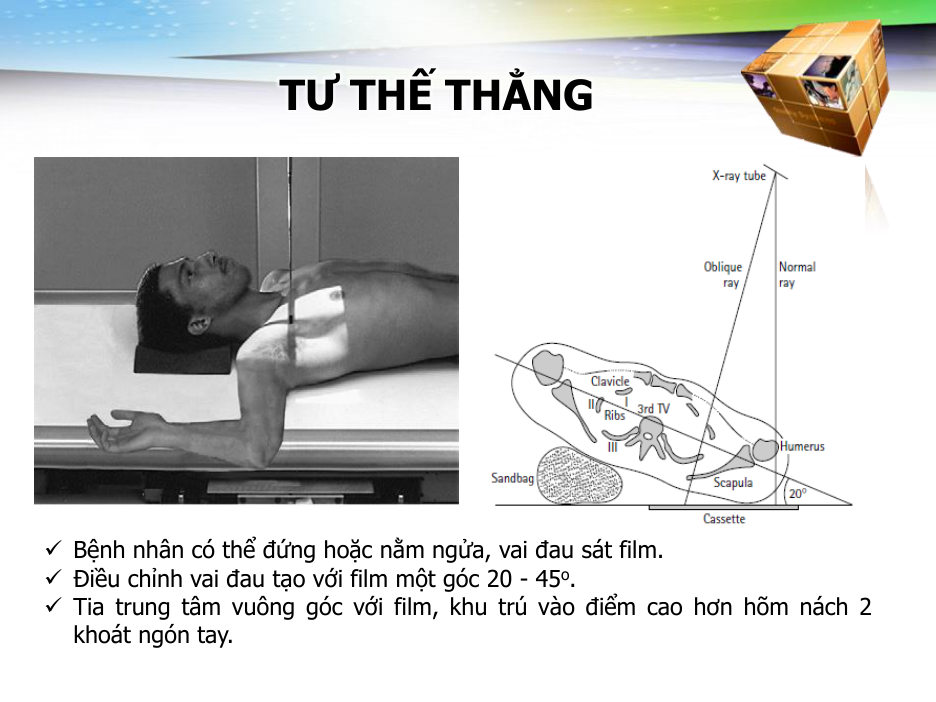 TƯ THẾ THẲNG
X-ray tube
Oblique
ray
Normal
ray
Clavicle
I
II
3rd TV
Ribs
III
Humerus
Sandbag
Scapula
20°
Cassette
✓ Bệnh nhân có thể đứng hoặc nằm ngửa, vai đau sát film.
✓ Điều chỉnh vai đau tạo với film một góc 20 - 45º.
✓ Tia trung tâm vuông góc với film, khu trú vào điểm cao hơn hõm nách 2
khoát ngón tay.